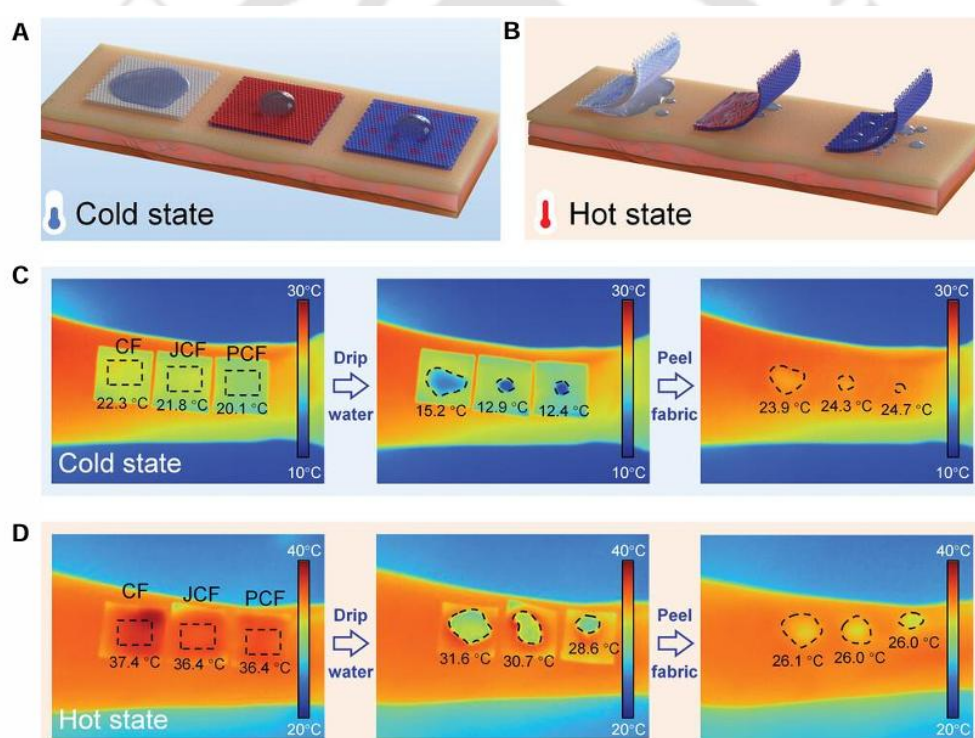 A
B
Cold state
Hot state
C
30°C
CF
JCF
PCF
22.3 °C
21.8 °C
20.1 °C
Cold state
10°C
Drip
water
30°C
15.2 °C
12.9 °C
12.4 °C
10°C
Peel
fabric
30°C
23.9 °C
24.3 °C
24.7 °C
10°C
D
40°C
CF
JCF
PCF
37.4 °C
36.4 °C
36.4 °C
Hot state
20°C
Drip
water
40°C
31.6 °C
30.7 °C
28.6 °C
20°C
Peel
fabric
40°C
26.1 °C
26.0 °C
26.0 °C
20°C